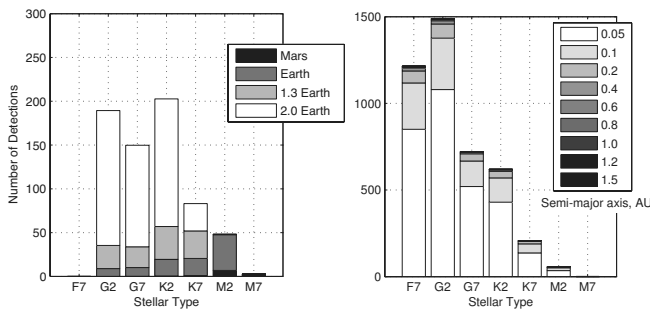 Number of Detections
300
250
200
150
100
50
0
F7 G2 G7 K2 K7 M2 M7
Stellar Type
Mars
Earth
1.3 Earth
2.0 Earth
1500
1000
500
0
F7 G2 G7 K2 K7 M2 M7
Stellar Type
0.05
0.1
0.2
0.4
0.6
0.8
1.0
1.2
1.5
Semi-major axis, AU